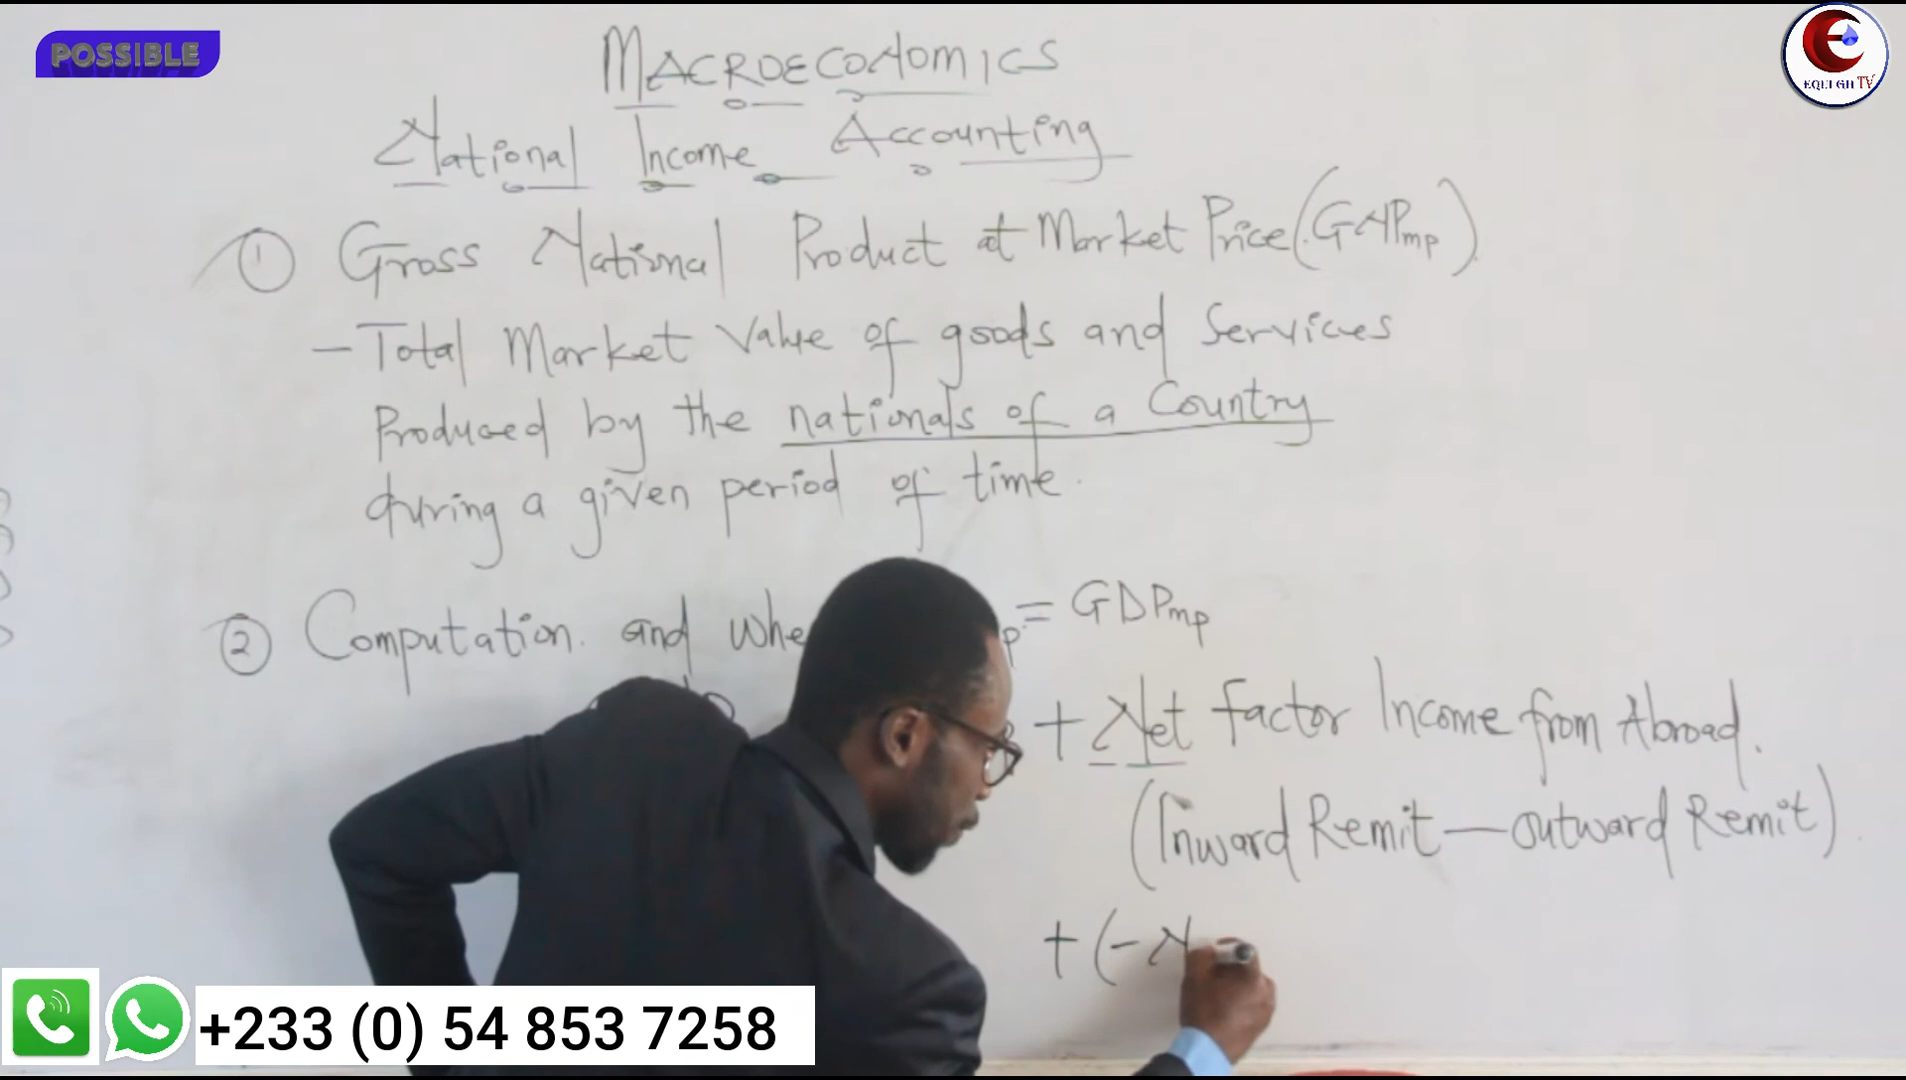 POSSIBLE
EQUI GH TV
MACROECONOMICS
National Income Accounting
① Gross National Product at Market Price (GNPmp)
- Total Market Value of goods and Services
Produced by the nationals of a Country
during a given period of time.
② Computation and = GDPmp
+ Net Factor Income from Abroad.
(Inward Remit — outward Remit)
+ (- N
+233 (0) 54 853 7258